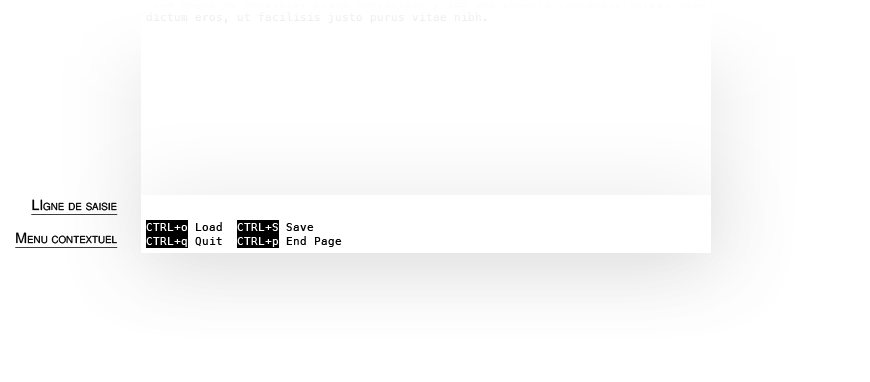 dictum eros, ut facilisis justo purus vitae nibh.
LIgne de saisie
CTRL+o Load CTRL+S Save
Menu contextuel
CTRL+q Quit CTRL+p End Page